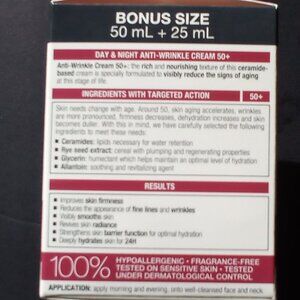 BONUS SIZE
50 mL + 25 mL
DAY & NIGHT ANTI-WRINKLE CREAM 50+
Anti-Wrinkle Cream 50+: the rich and nourishing texture of this ceramide-
based cream is specially formulated to visibly reduce the signs of aging
at this stage of life.
INGREDIENTS WITH TARGETED ACTION
50+
Skin needs change with age. Around 50, skin aging accelerates: wrinkles
are more pronounced, firmness decreases, dehydration increases and skin
becomes duller. With this in mind, we have carefully selected the following
ingredients to meet these needs:
■ Ceramides: lipids necessary for water retention
■ Rye seed extract: cereal with plumping and regenerating properties
■ Glycerin: humectant which helps maintain an optimal level of hydration
■ Allantoin: soothing and revitalizing agent
RESULTS
■ Improves skin firmness
■ Reduces the appearance of fine lines and wrinkles
■ Visibly smooths skin
■ Revives skin radiance
■ Strengthens skin barrier function for optimal hydration
■ Deeply hydrates skin for 24H
100% HYPOALLERGENIC • FRAGRANCE-FREE
TESTED ON SENSITIVE SKIN • TESTED
UNDER DERMATOLOGICAL CONTROL
APPLICATION: apply morning and evening, onto well-cleansed face and neck.